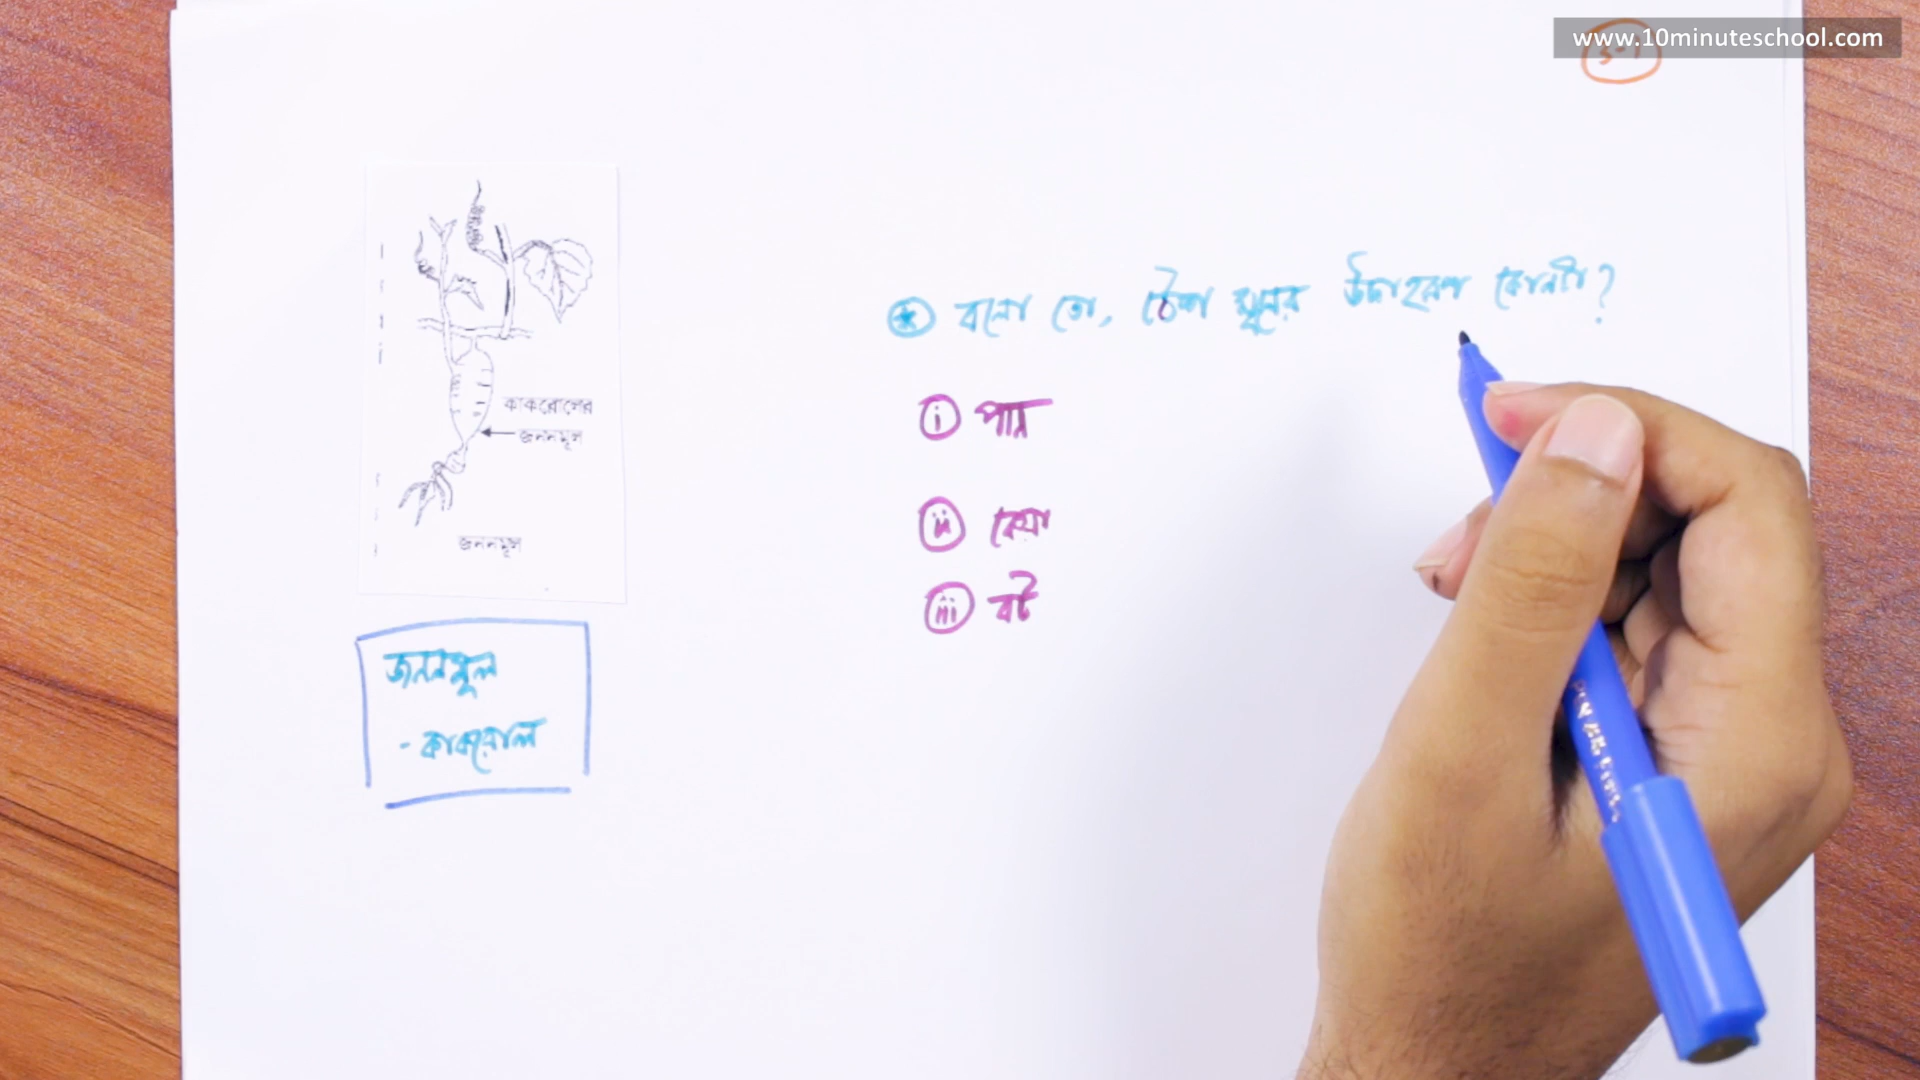 www.10minuteschool.com
কাকরোলের
জননমূল
জননমূল
জননমূল
- কাকরোল
বলো তো, ঠেশ মূলের উদাহরণ কোনটা?
i পান
ii কেয়া
iii বট